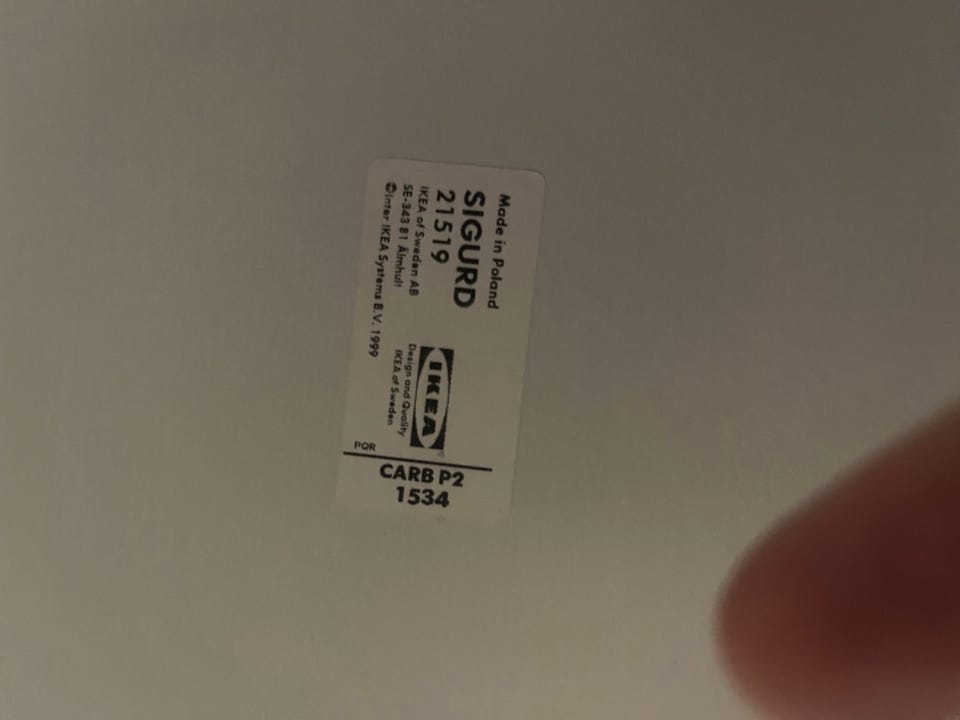 Made in Poland
SIGURD
21519
IKEA of Sweden AB
SE-343 81 Älmhult
©Inter IKEA Systems B.V. 1999
IKEA®
Design and Quality
IKEA of Sweden
PQR
CARB P2
1534